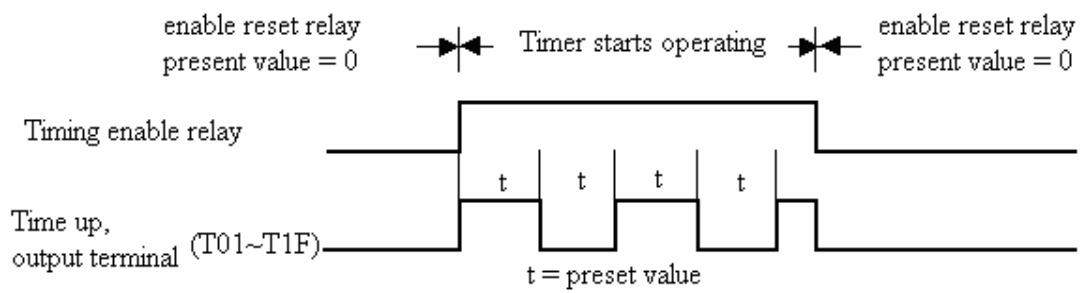 enable reset relay
present value = 0
Timer starts operating
enable reset relay
present value = 0
Timing enable relay
t t t t
Time up,
output terminal (T01~T1F)
t = preset value